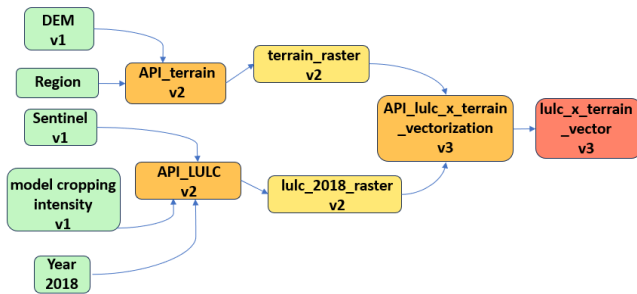 DEM
v1
Region
Sentinel
v1
model cropping
intensity
v1
Year
2018
API_terrain
v2
API_LULC
v2
terrain_raster
v2
lulc_2018_raster
v2
API_lulc_x_terrain
_vectorization
v3
lulc_x_terrain
_vector
v3